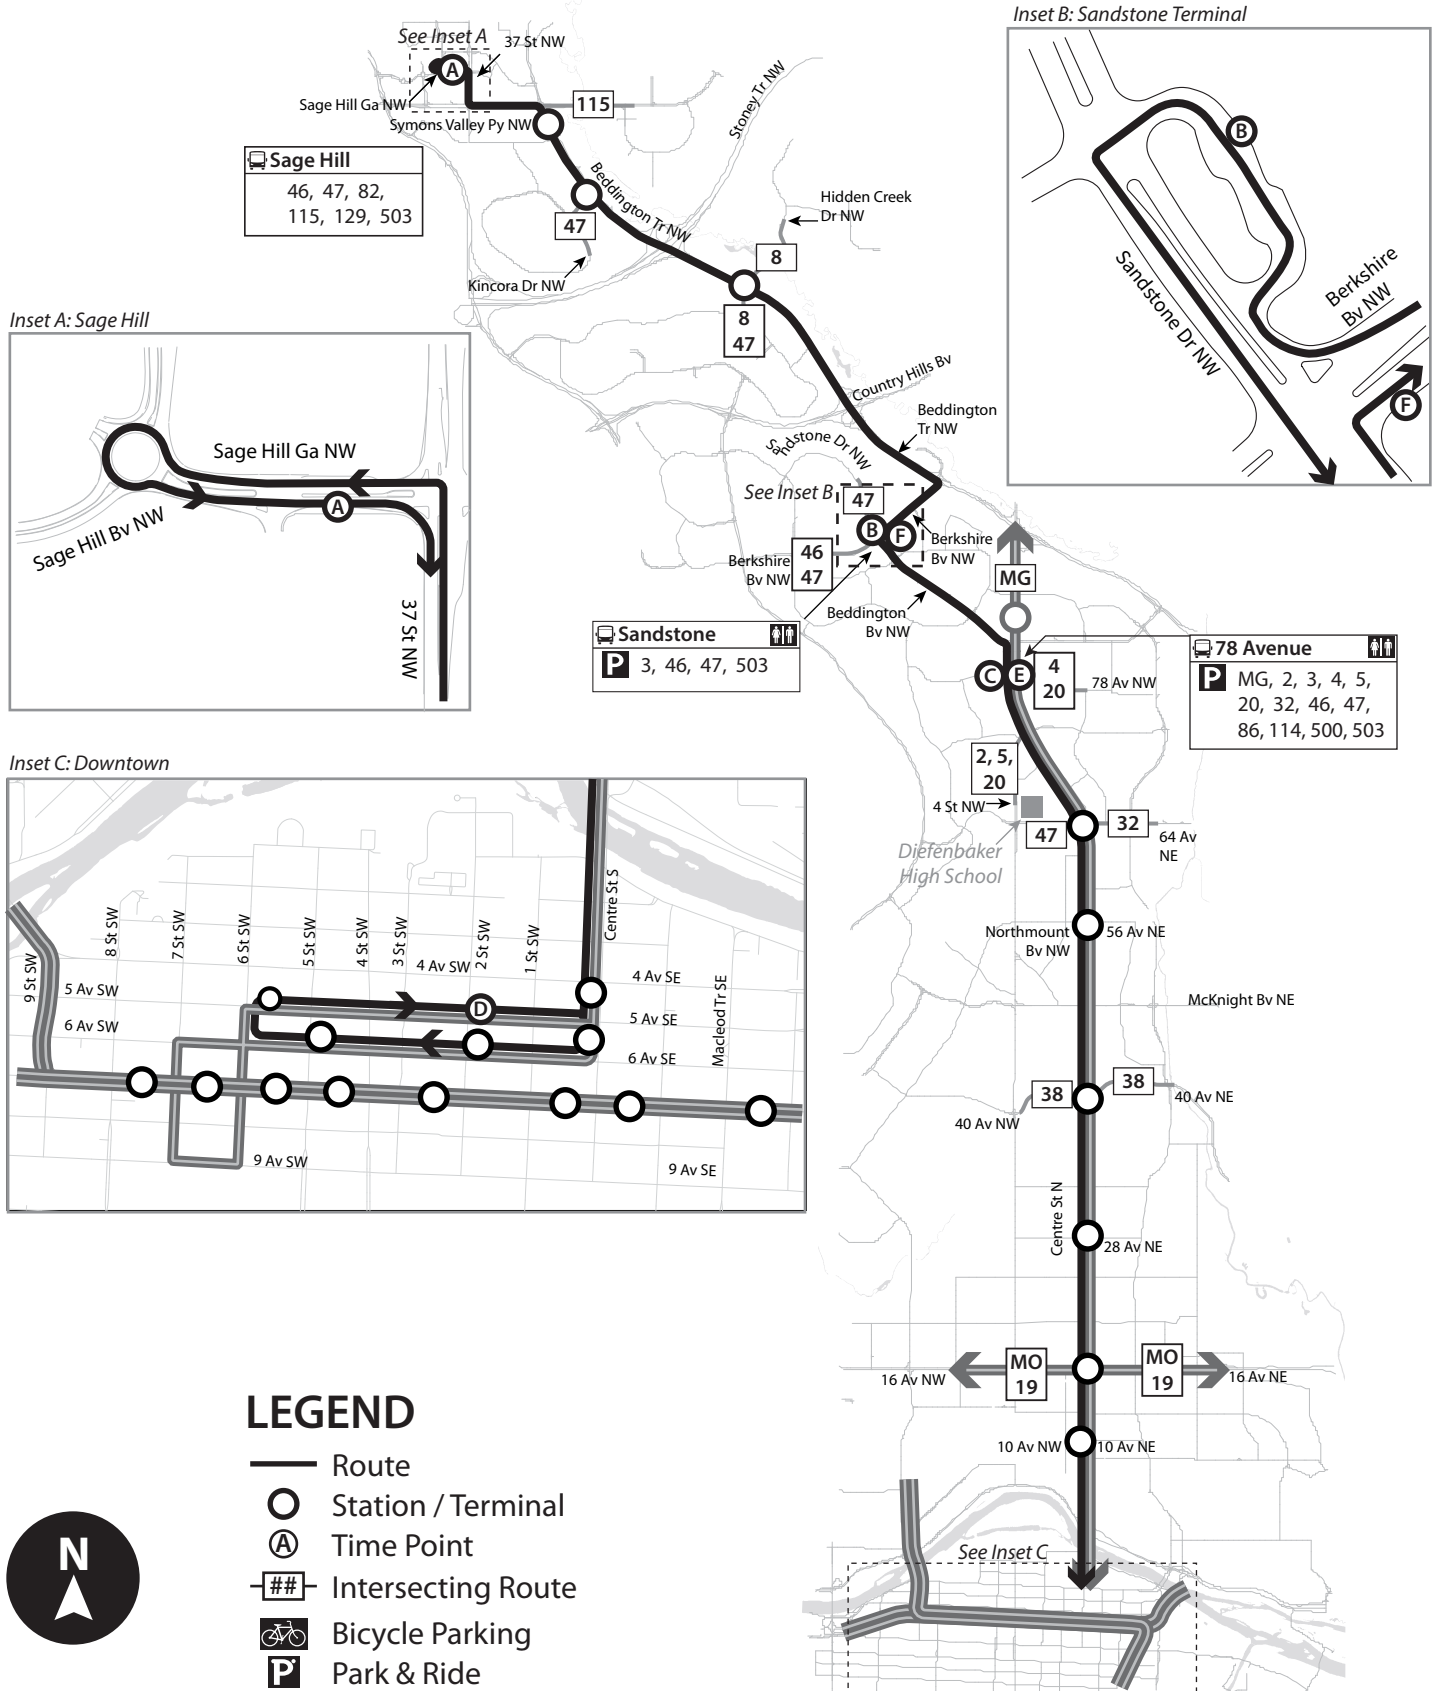 Inset B: Sandstone Terminal
See Inset A
37 St NW
A
Sage Hill Ga NW
115
Symons Valley Py NW
Stoney Tr NW
B
Sage Hill
46, 47, 82,
115, 129, 503
Beddington Tr NW
47
Hidden Creek
Dr NW
8
Kincora Dr NW
Sandstone Dr NW
Berkshire
Bv NW
F
8
47
Inset A: Sage Hill
Sage Hill Ga NW
A
Sage Hill Bv NW
37 St NW
Country Hills Bv
Beddington
Tr NW
Sandstone Dr NW
See Inset B
47
B
F
Berkshire
Bv NW
46
47
Berkshire
Bv NW
MG
Beddington
Bv NW
Sandstone
P 3, 46, 47, 503
C
E
4
20
78 Av NW
78 Avenue
P MG, 2, 3, 4, 5,
20, 32, 46, 47,
86, 114, 500, 503
2, 5,
20
4 St NW
47
32
64 Av
NE
Diefenbaker
High School
Northmount
Bv NW
56 Av NE
McKnight Bv NE
38
38
40 Av NW
40 Av NE
Centre St N
28 Av NE
MO
19
MO
19
16 Av NW
16 Av NE
10 Av NW
10 Av NE
See Inset C
Inset C: Downtown
Centre St S
9 St SW
8 St SW
7 St SW
6 St SW
5 St SW
4 St SW
3 St SW
2 St SW
1 St SW
Macleod Tr SE
4 Av SW
4 Av SE
5 Av SW
D
5 Av SE
6 Av SW
6 Av SE
9 Av SW
9 Av SE
LEGEND
Route
Station / Terminal
A Time Point
## Intersecting Route
Bicycle Parking
P Park & Ride
N